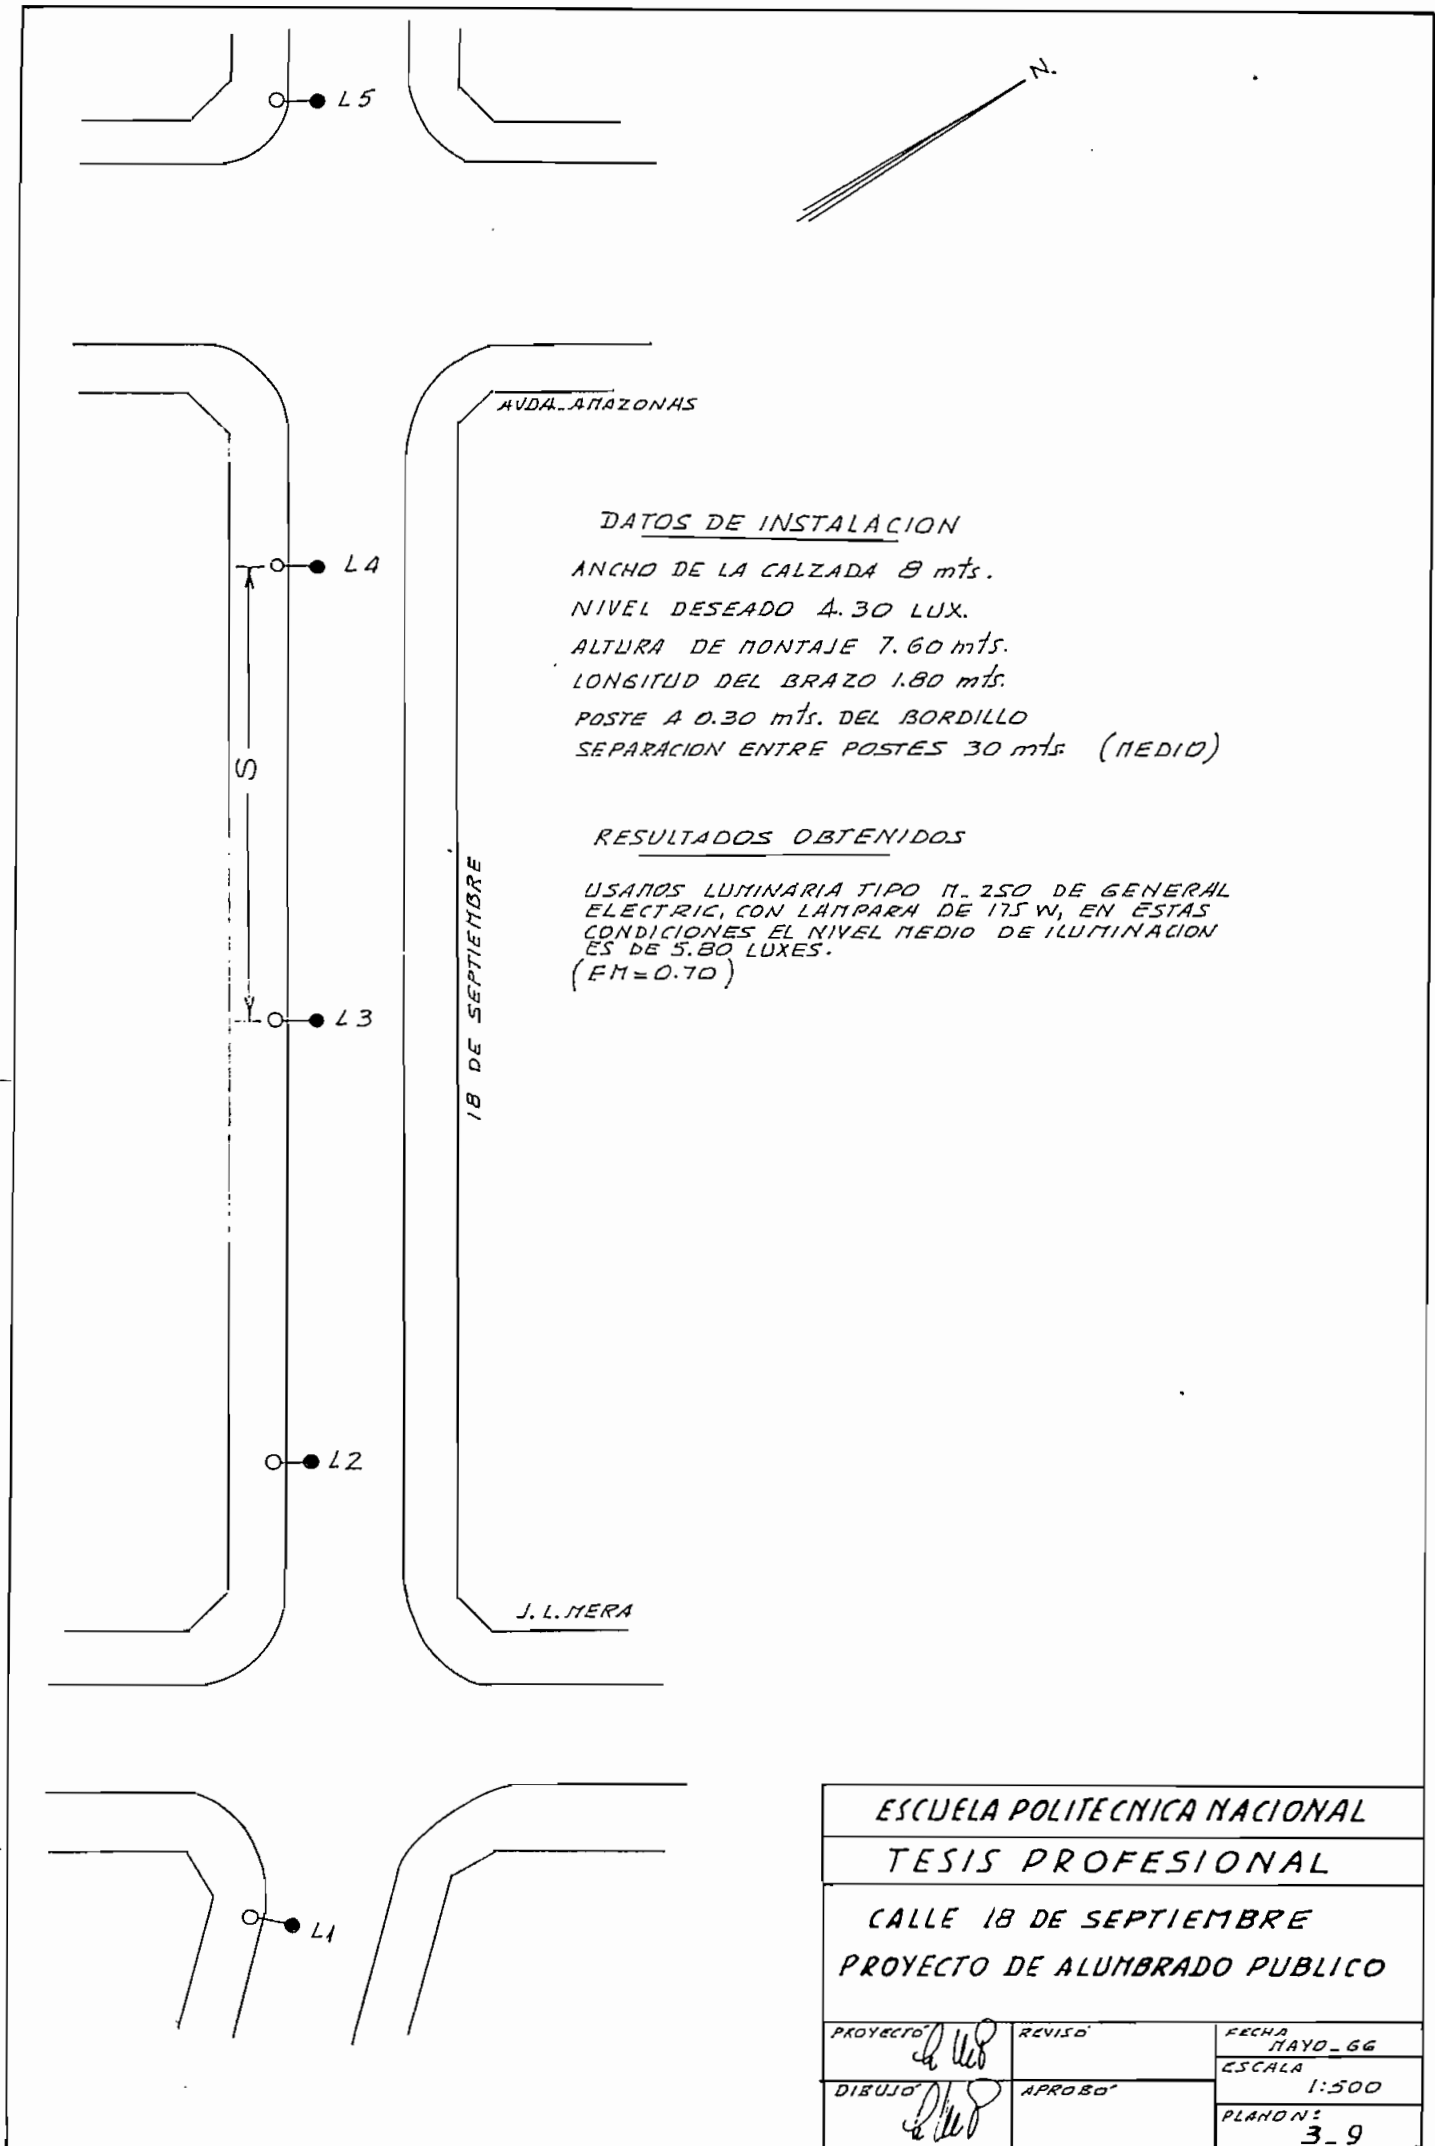 L5
N.
AVDA_AMAZONAS
L4
S
L3
18 DE SEPTIEMBRE
L2
J. L. MERA
L1
DATOS DE INSTALACION
ANCHO DE LA CALZADA 8 mts.
NIVEL DESEADO 4.30 LUX.
ALTURA DE MONTAJE 7.60 mts.
LONGITUD DEL BRAZO 1.80 mts.
POSTE A 0.30 mts. DEL BORDILLO
SEPARACION ENTRE POSTES 30 mts. (MEDIO)
RESULTADOS OBTENIDOS
USAMOS LUMINARIA TIPO M_250 DE GENERAL
ELECTRIC, CON LAMPARA DE 175 W, EN ESTAS
CONDICIONES EL NIVEL MEDIO DE ILUMINACION
ES DE 5.80 LUXES.
(FM=0.70)
ESCUELA POLITECNICA NACIONAL
TESIS PROFESIONAL
CALLE 18 DE SEPTIEMBRE
PROYECTO DE ALUMBRADO PUBLICO
PROYECTO
REVISO
FECHA
MAYO_66
ESCALA
1:500
DIBUJO
APROBO
PLANO Nº
3_9